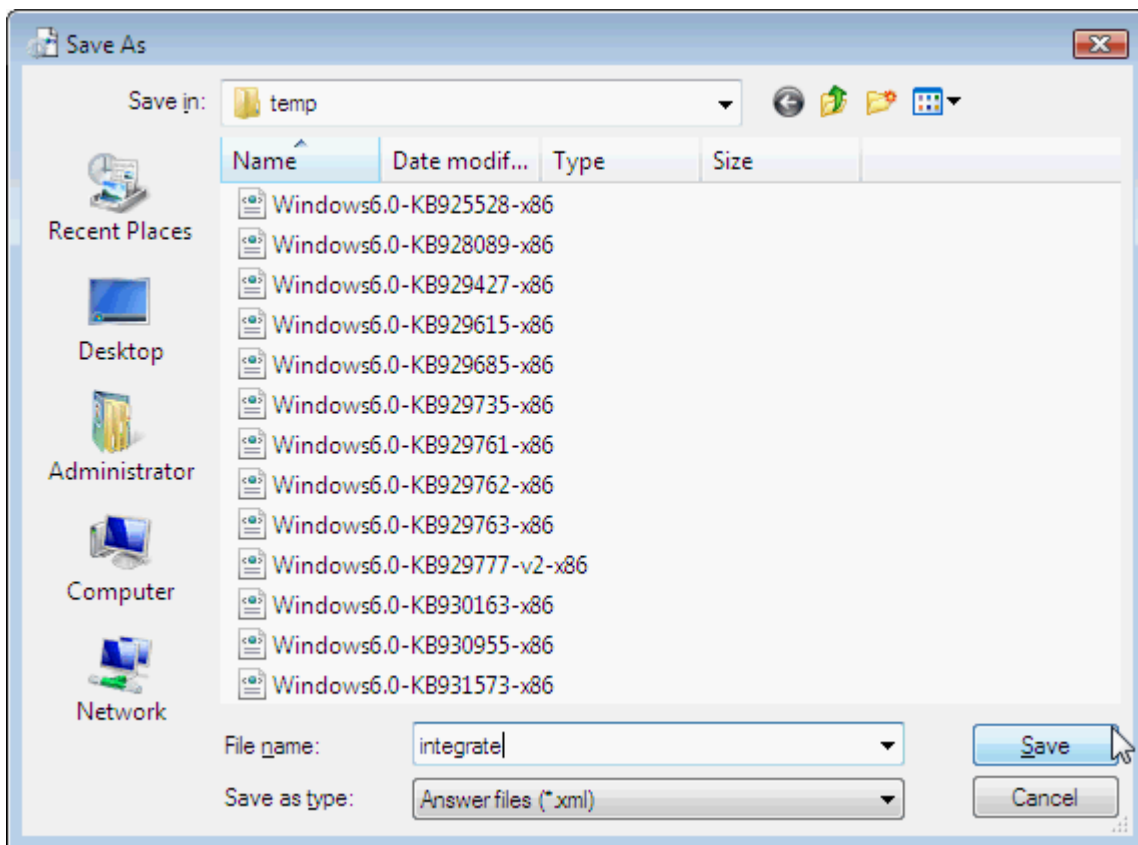 Save As
Save in:
temp
Name Date modif... Type Size
Recent Places
Desktop
Administrator
Computer
Network
Windows6.0-KB925528-x86
Windows6.0-KB928089-x86
Windows6.0-KB929427-x86
Windows6.0-KB929615-x86
Windows6.0-KB929685-x86
Windows6.0-KB929735-x86
Windows6.0-KB929761-x86
Windows6.0-KB929762-x86
Windows6.0-KB929763-x86
Windows6.0-KB929777-v2-x86
Windows6.0-KB930163-x86
Windows6.0-KB930955-x86
Windows6.0-KB931573-x86
File name: integrate Save
Save as type: Answer files (*.xml) Cancel